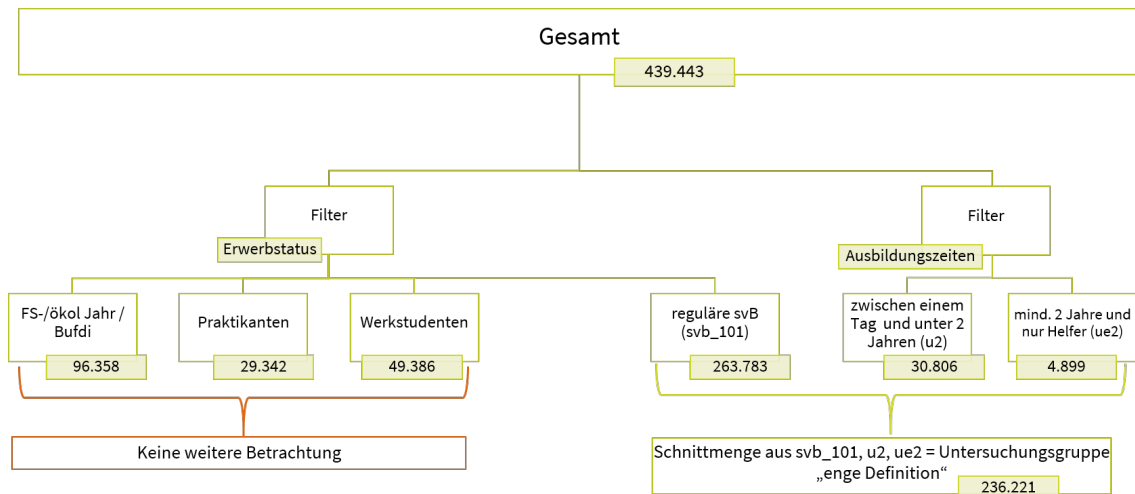 Gesamt
439.443
Filter
Erwerbstatus
Filter
Ausbildungszeiten
FS-/ökol Jahr /
Bufdi
96.358
Praktikanten
29.342
Werkstudenten
49.386
reguläre svB
(svb_101)
263.783
zwischen einem
Tag und unter 2
Jahren (u2)
30.806
mind. 2 Jahre und
nur Helfer (ue2)
4.899
Keine weitere Betrachtung
Schnittmenge aus svb_101, u2, ue2 = Untersuchungsgruppe
„enge Definition“
236.221